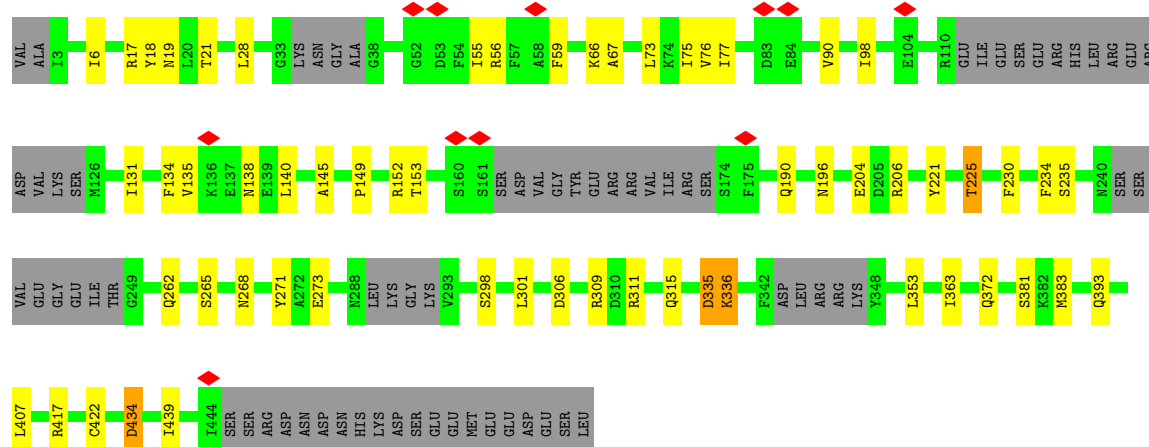 VAL ALA I3 I6 R17 Y18 N19 L20 T21 L28 G33 LYS ASN GLY ALA G38 G52 D53 F54 I55 R56 F57 A58 F59 K66 A67 L73 K74 I75 V76 I77 D83 E84 V90 I98 E104 R110 GLU ILE GLU SER GLU ARG HIS LEU ARG GLU ARG
ASP VAL LYS SER M126 I131 F134 V135 K136 E137 N138 E139 L140 A145 P149 R152 T153 S160 S161 SER ASP VAL GLY TYR GLU ARG ARG VAL ILE ARG SER S174 F175 Q190 N196 E204 D205 R206 Y221 T225 F230 F234 S235 N240 SER SER
VAL GLU GLY GLU ILE THR G249 Q262 S265 N268 Y271 A272 E273 N288 LEU LYS GLY LYS V293 S298 L301 D306 R309 D310 R311 Q315 D335 K336 F342 ASP LEU ARG ARG LYS Y348 L353 I363 Q372 S381 K382 M383 Q393
L407 R417 C422 D434 I439 I444 SER SER ARG ASP ASN ASP ASN HIS LYS ASP SER GLU GLU MET GLU GLU ASP GLU SER LEU